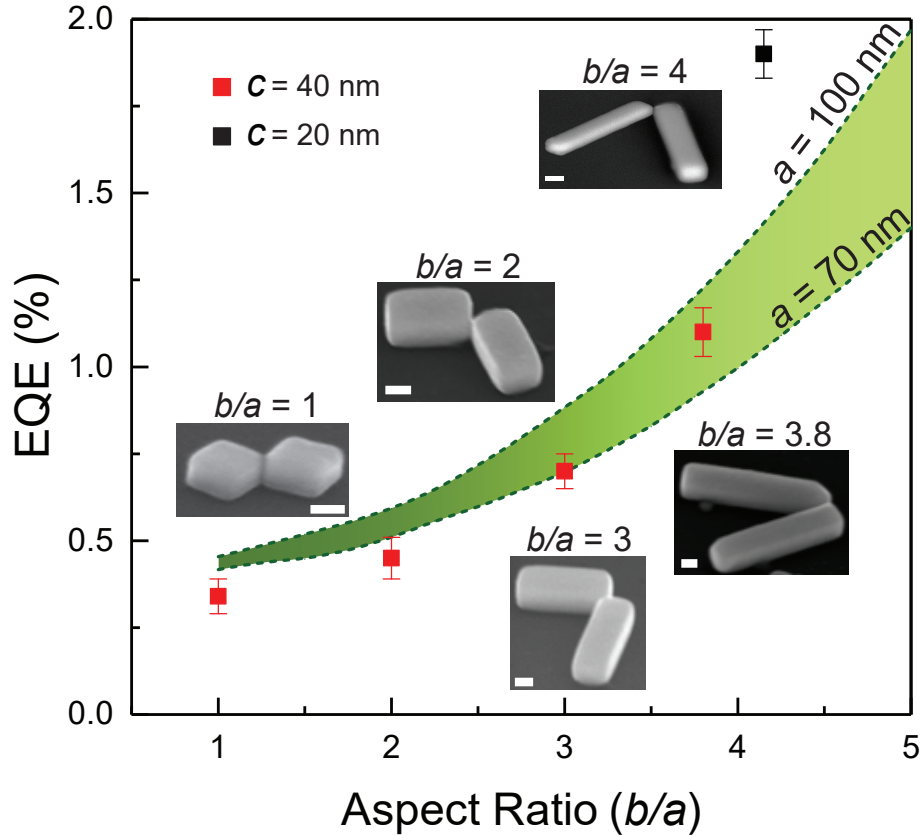 2.0
1.5
1.0
0.5
0.0
EQE (%)
c = 40 nm
c = 20 nm
b/a = 4
a = 100 nm
a = 70 nm
b/a = 2
b/a = 1
b/a = 3.8
b/a = 3
1 2 3 4 5
Aspect Ratio (b/a)